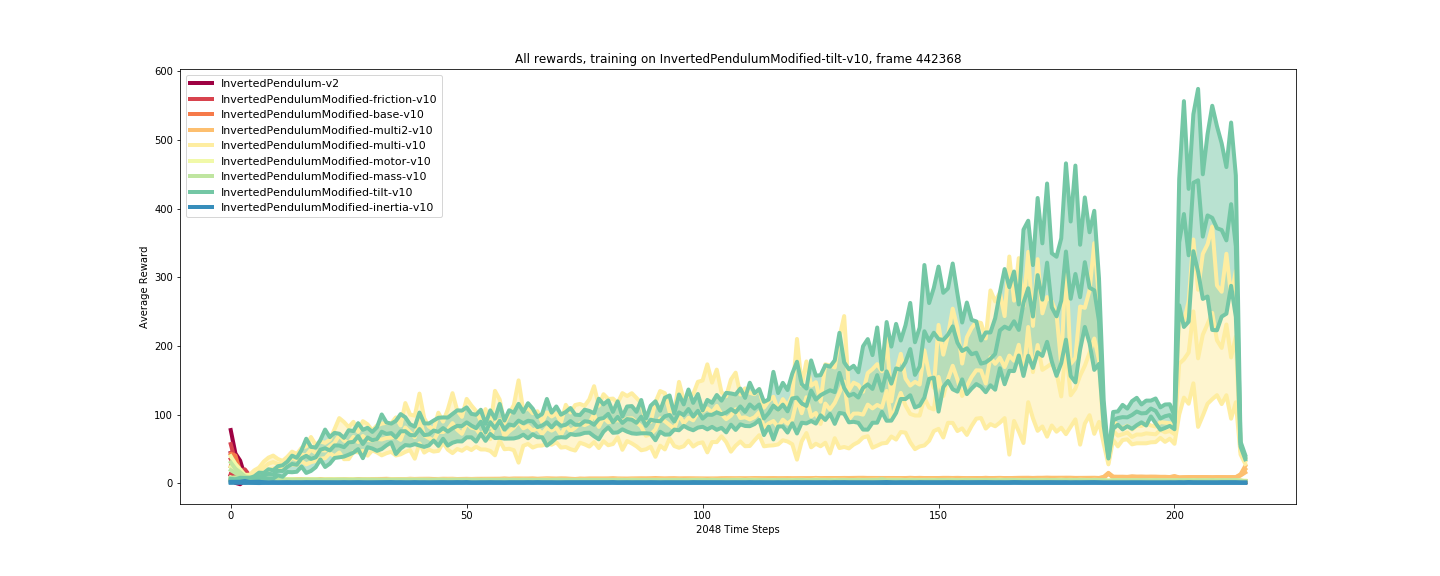 All rewards, training on InvertedPendulumModified-tilt-v10, frame 442368
600
500
400
300
200
100
0
Average Reward
InvertedPendulum-v2
InvertedPendulumModified-friction-v10
InvertedPendulumModified-base-v10
InvertedPendulumModified-multi2-v10
InvertedPendulumModified-multi-v10
InvertedPendulumModified-motor-v10
InvertedPendulumModified-mass-v10
InvertedPendulumModified-tilt-v10
InvertedPendulumModified-inertia-v10
0 50 100 150 200
2048 Time Steps